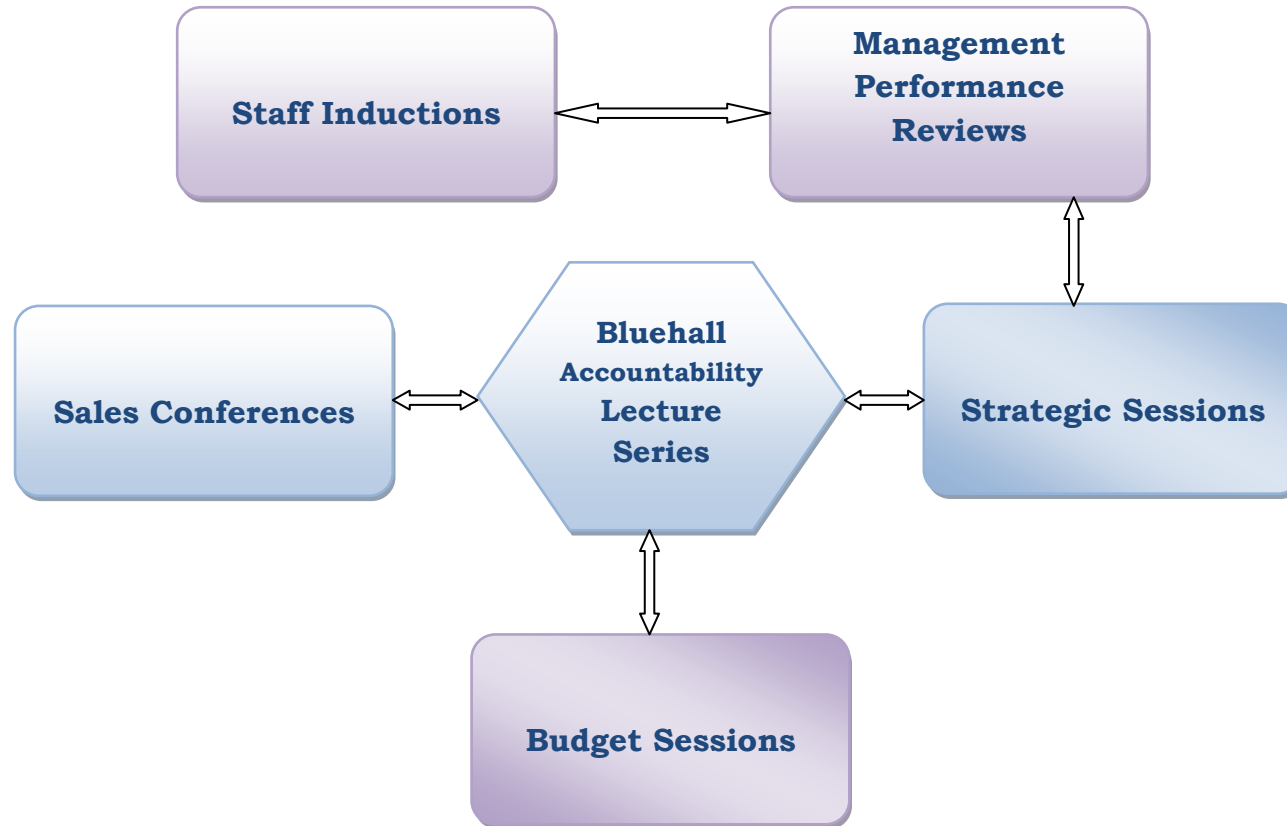 Staff Inductions
Management
Performance
Reviews
Sales Conferences
Bluehall
Accountability
Lecture
Series
Strategic Sessions
Budget Sessions